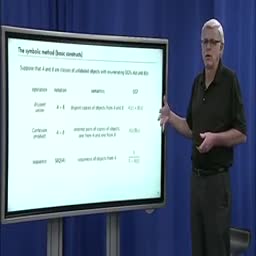 The symbolic method (basic constructs)
Suppose that A and B are classes of unlabelled objects with enumerating OGFs A(z) and B(z)
operation notation semantics OGF
disjoint union A + B disjoint copies of objects from A and B A(z) + B(z)
Cartesian product A × B ordered pairs of copies of objects, one from A and one from B A(z)B(z)
sequence SEQ(A) sequences of objects from A